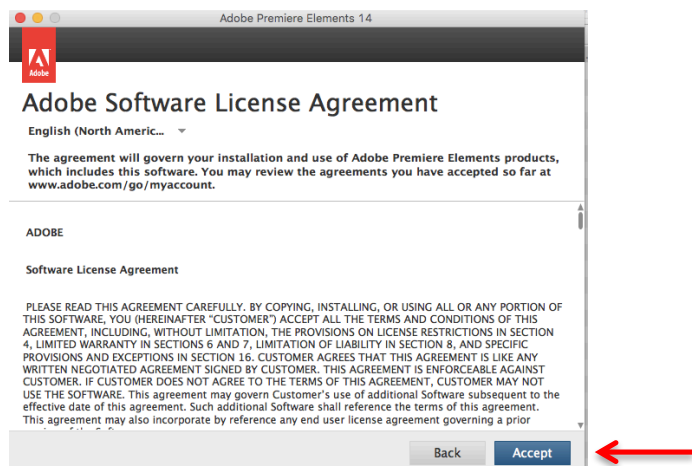 Adobe Premiere Elements 14
Adobe
Adobe Software License Agreement
English (North Americ...
The agreement will govern your installation and use of Adobe Premiere Elements products,
which includes this software. You may review the agreements you have accepted so far at
www.adobe.com/go/myaccount.
ADOBE
Software License Agreement
PLEASE READ THIS AGREEMENT CAREFULLY. BY COPYING, INSTALLING, OR USING ALL OR ANY PORTION OF
THIS SOFTWARE, YOU (HEREINAFTER “CUSTOMER”) ACCEPT ALL THE TERMS AND CONDITIONS OF THIS
AGREEMENT, INCLUDING, WITHOUT LIMITATION, THE PROVISIONS ON LICENSE RESTRICTIONS IN SECTION
4, LIMITED WARRANTY IN SECTIONS 6 AND 7, LIMITATION OF LIABILITY IN SECTION 8, AND SPECIFIC
PROVISIONS AND EXCEPTIONS IN SECTION 16. CUSTOMER AGREES THAT THIS AGREEMENT IS LIKE ANY
WRITTEN NEGOTIATED AGREEMENT SIGNED BY CUSTOMER. THIS AGREEMENT IS ENFORCEABLE AGAINST
CUSTOMER. IF CUSTOMER DOES NOT AGREE TO THE TERMS OF THIS AGREEMENT, CUSTOMER MAY NOT
USE THE SOFTWARE. This agreement may govern Customer's use of additional Software subsequent to the
effective date of this agreement. Such additional Software shall reference the terms of this agreement.
This agreement may also incorporate by reference any end user license agreement governing a prior
Back
Accept